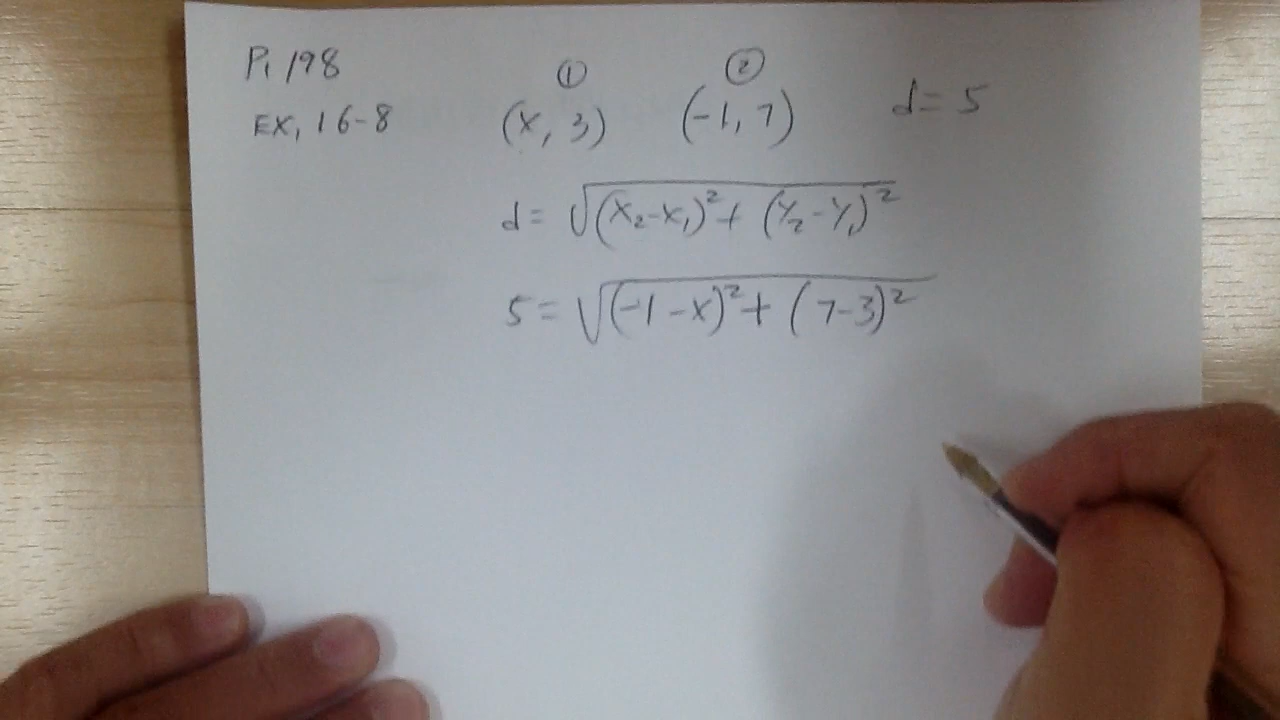 P. 198
① ②
EX. 16-8 (x, 3) (-1, 7) d = 5
d = √(x₂-x₁)² + (y₂-y₁)²
5 = √(-1-x)² + (7-3)²